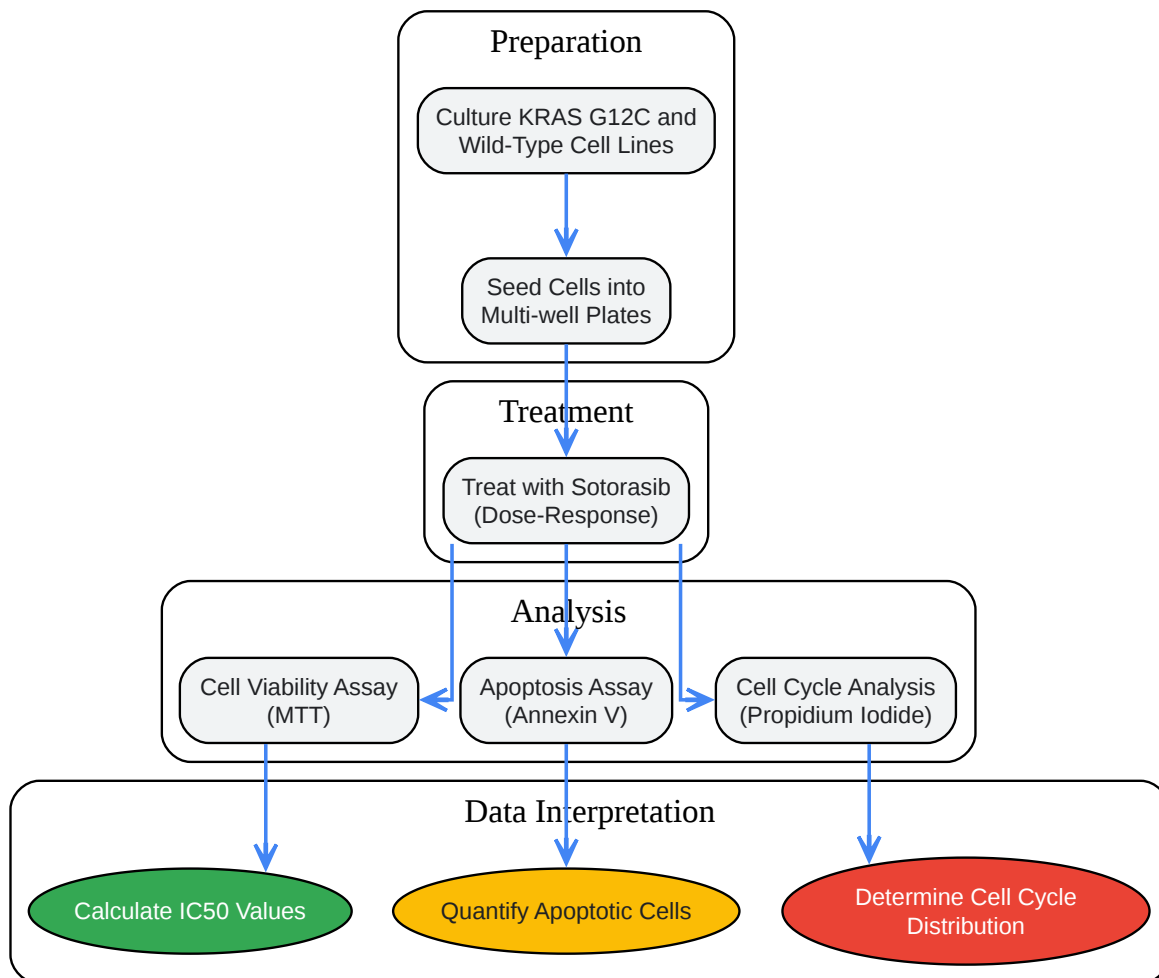 Preparation
Culture KRAS G12C and
Wild-Type Cell Lines
Seed Cells into
Multi-well Plates
Treatment
Treat with Sotorasib
(Dose-Response)
Analysis
Cell Viability Assay
(MTT)
Apoptosis Assay
(Annexin V)
Cell Cycle Analysis
(Propidium Iodide)
Data Interpretation
Calculate IC50 Values
Quantify Apoptotic Cells
Determine Cell Cycle
Distribution